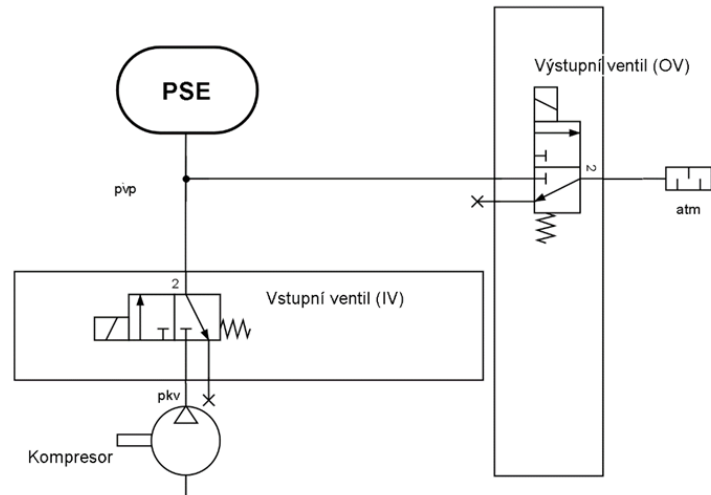 PSE
Výstupní ventil (OV)
2
pvp
atm
2
Vstupní ventil (IV)
pkv
Kompresor